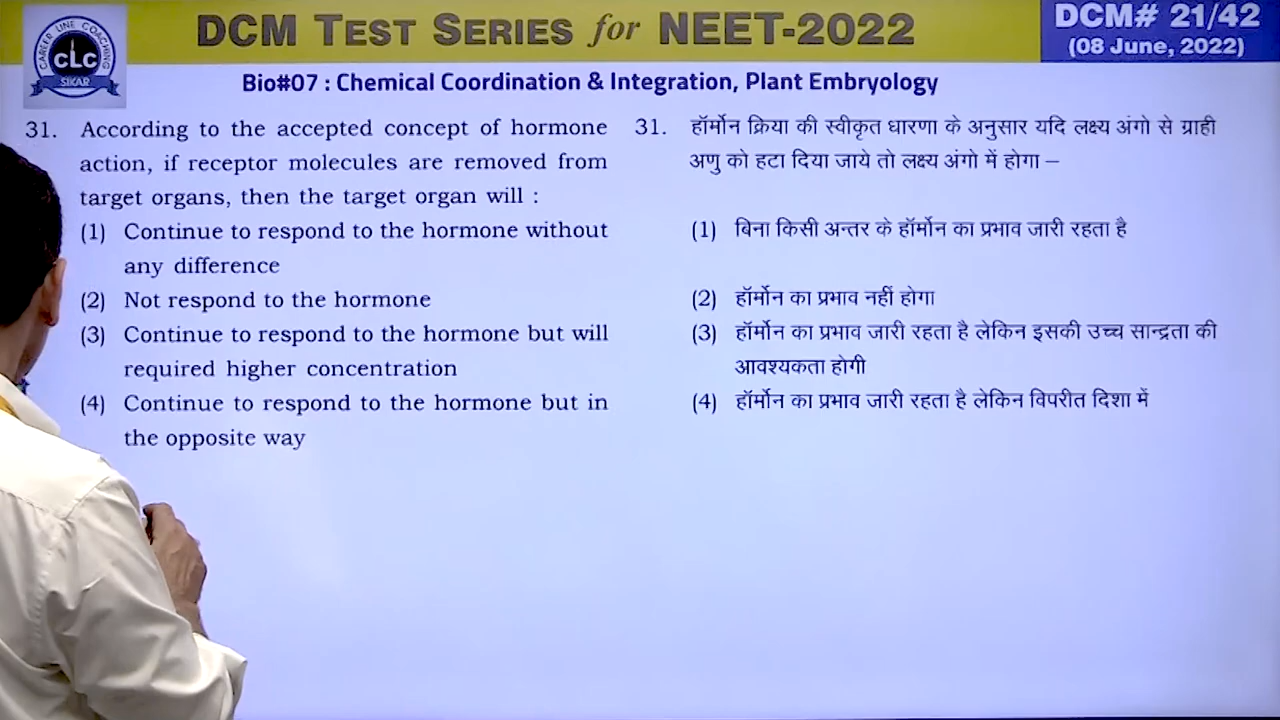 CAREER LINE COACHING
CLC
SIKAR
DCM TEST SERIES for NEET-2022
DCM# 21/42
(08 June, 2022)
Bio#07 : Chemical Coordination & Integration, Plant Embryology
31. According to the accepted concept of hormone
action, if receptor molecules are removed from
target organs, then the target organ will :
(1) Continue to respond to the hormone without
any difference
(2) Not respond to the hormone
(3) Continue to respond to the hormone but will
required higher concentration
(4) Continue to respond to the hormone but in
the opposite way
31. हॉर्मोन क्रिया की स्वीकृत धारणा के अनुसार यदि लक्ष्य अंगो से ग्राही
अणु को हटा दिया जाये तो लक्ष्य अंगो में होगा –
(1) बिना किसी अन्तर के हॉर्मोन का प्रभाव जारी रहता है
(2) हॉर्मोन का प्रभाव नहीं होगा
(3) हॉर्मोन का प्रभाव जारी रहता है लेकिन इसकी उच्च सान्द्रता की
आवश्यकता होगी
(4) हॉर्मोन का प्रभाव जारी रहता है लेकिन विपरीत दिशा में